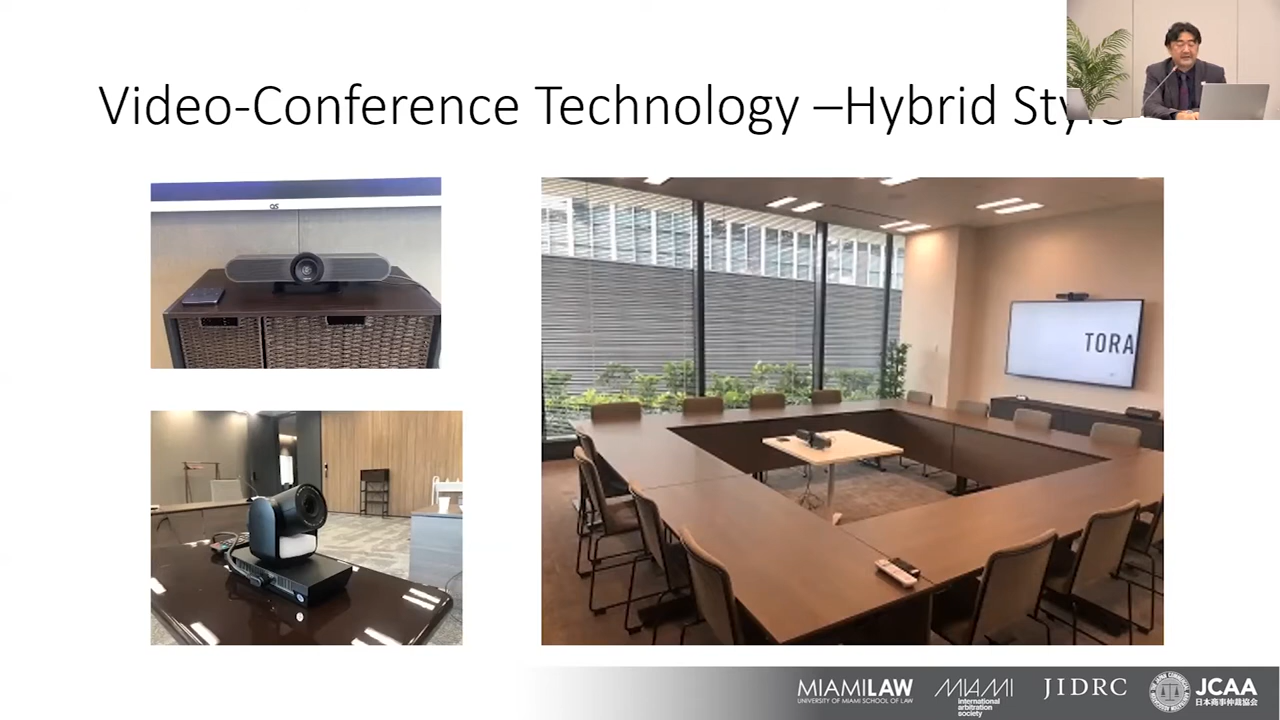 Video-Conference Technology –Hybrid Style
TORA
MIAMILAW
UNIVERSITY OF MIAMI SCHOOL OF LAW
MIAMI
international
arbitration
society
JIDRC
JCAA
日本商事仲裁協会